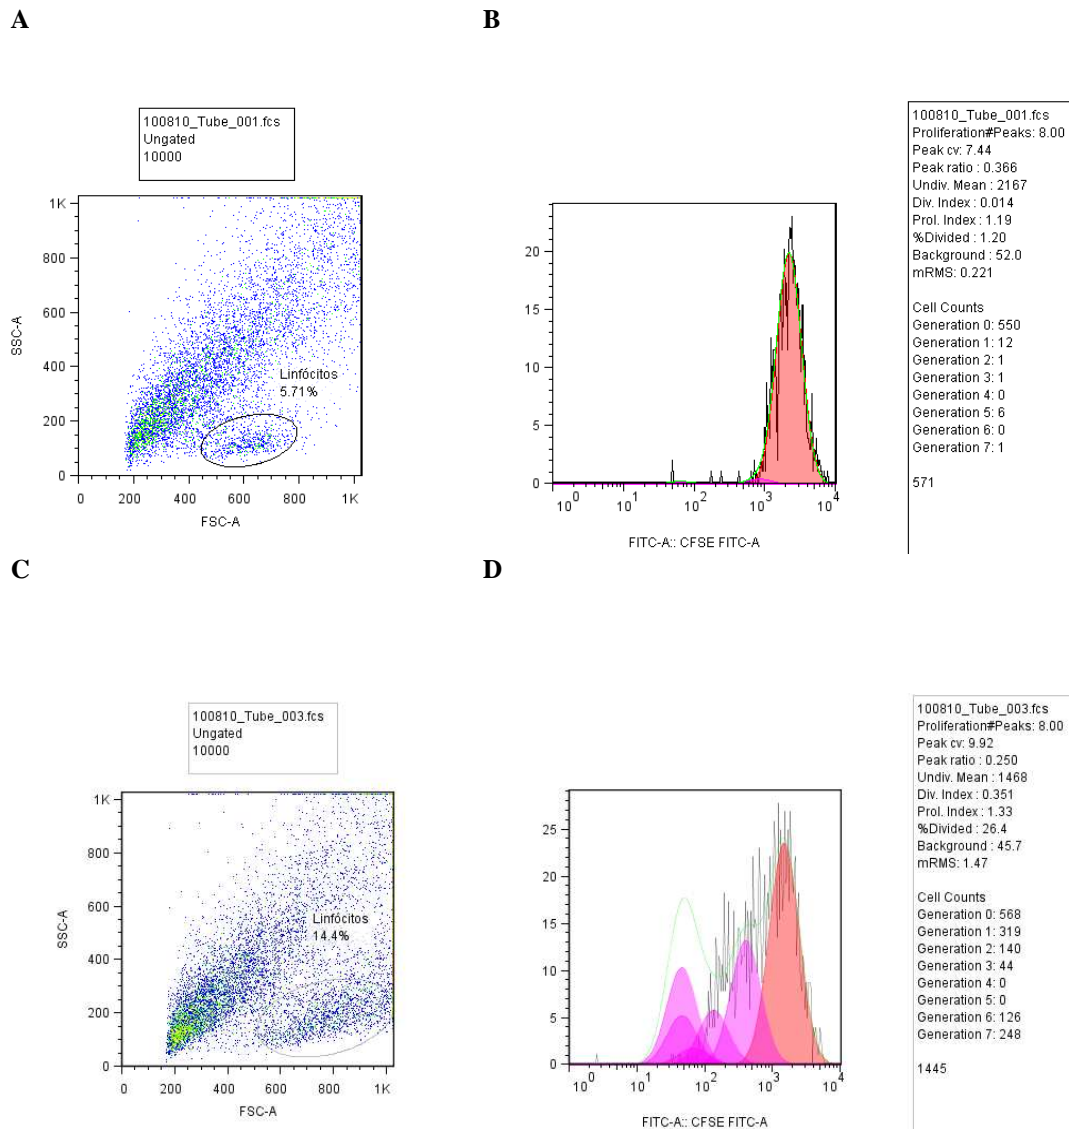 A
B
100810_Tube_001.fcs
Ungated
10000
1K
800
600
400
200
0
SSC-A
Linfócitos
5.71%
0 200 400 600 800 1K
FSC-A
20
15
10
5
0
10^0 10^1 10^2 10^3 10^4
FITC-A:: CFSE FITC-A
100810_Tube_001.fcs
Proliferation#Peaks: 8.00
Peak cv: 7.44
Peak ratio : 0.366
Undiv. Mean : 2167
Div. Index : 0.014
Prol. Index : 1.19
%Divided : 1.20
Background : 52.0
mRMS: 0.221
Cell Counts
Generation 0: 550
Generation 1: 12
Generation 2: 1
Generation 3: 1
Generation 4: 0
Generation 5: 6
Generation 6: 0
Generation 7: 1
571
C
D
100810_Tube_003.fcs
Ungated
10000
1K
800
600
400
200
0
SSC-A
Linfócitos
14.4%
0 200 400 600 800 1K
FSC-A
25
20
15
10
5
0
10^0 10^1 10^2 10^3 10^4
FITC-A:: CFSE FITC-A
100810_Tube_003.fcs
Proliferation#Peaks: 8.00
Peak cv: 9.92
Peak ratio : 0.250
Undiv. Mean : 1468
Div. Index : 0.351
Prol. Index : 1.33
%Divided : 26.4
Background : 45.7
mRMS: 1.47
Cell Counts
Generation 0: 568
Generation 1: 319
Generation 2: 140
Generation 3: 44
Generation 4: 0
Generation 5: 0
Generation 6: 126
Generation 7: 248
1445